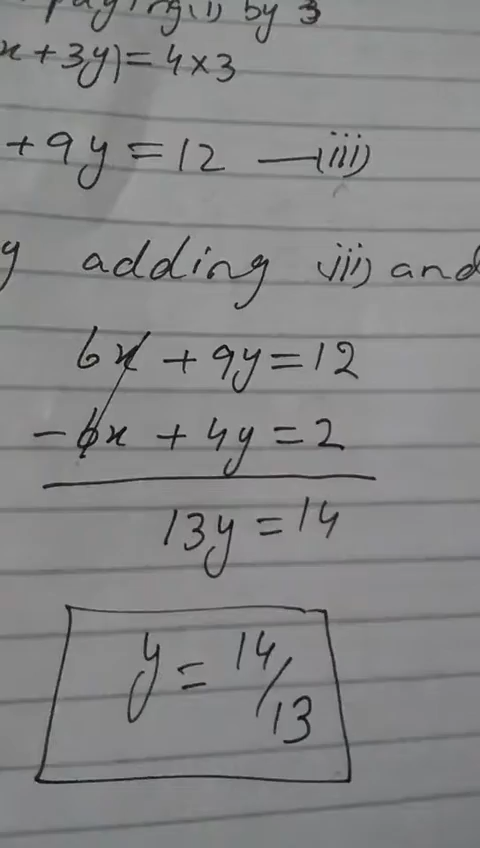 by 3
x + 3y) = 4 × 3
+ 9y = 12 — (iii)
adding iii) and
6x + 9y = 12
- 6x + 4y = 2
13y = 14
y = 14/13